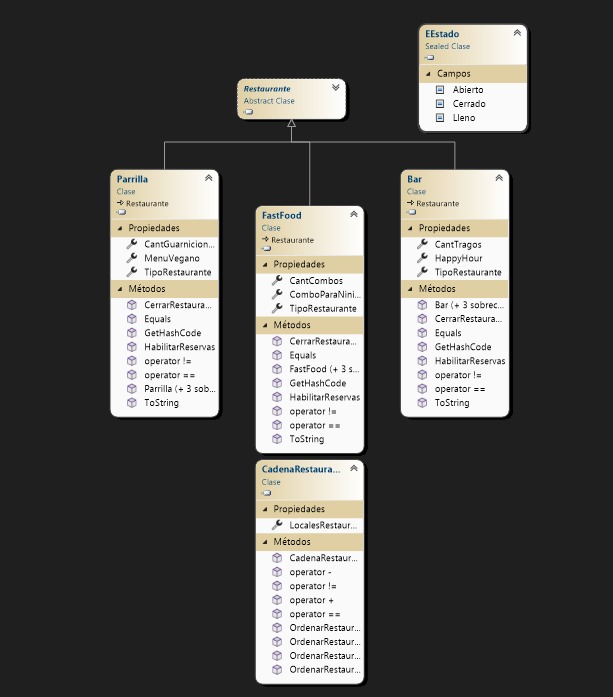 EEstado
Sealed Clase
Campos
Abierto
Cerrado
Lleno
Restaurante
Abstract Clase
Parrilla
Clase
Restaurante
Propiedades
CantGuarnicion...
MenuVegano
TipoRestaurante
Métodos
CerrarRestaura...
Equals
GetHashCode
HabilitarReservas
operator !=
operator ==
Parrilla (+ 3 sob...
ToString
FastFood
Clase
Restaurante
Propiedades
CantCombos
ComboParaNini...
TipoRestaurante
Métodos
CerrarRestaura...
Equals
FastFood (+ 3 s...
GetHashCode
HabilitarReservas
operator !=
operator ==
ToString
Bar
Clase
Restaurante
Propiedades
CantTragos
HappyHour
TipoRestaurante
Métodos
Bar (+ 3 sobrec...
CerrarRestaura...
Equals
GetHashCode
HabilitarReservas
operator !=
operator ==
ToString
CadenaRestaura...
Clase
Propiedades
LocalesRestaur...
Métodos
CadenaRestaur...
operator -
operator !=
operator +
operator ==
OrdenarRestaur...
OrdenarRestaur...
OrdenarRestaur...
OrdenarRestaur...